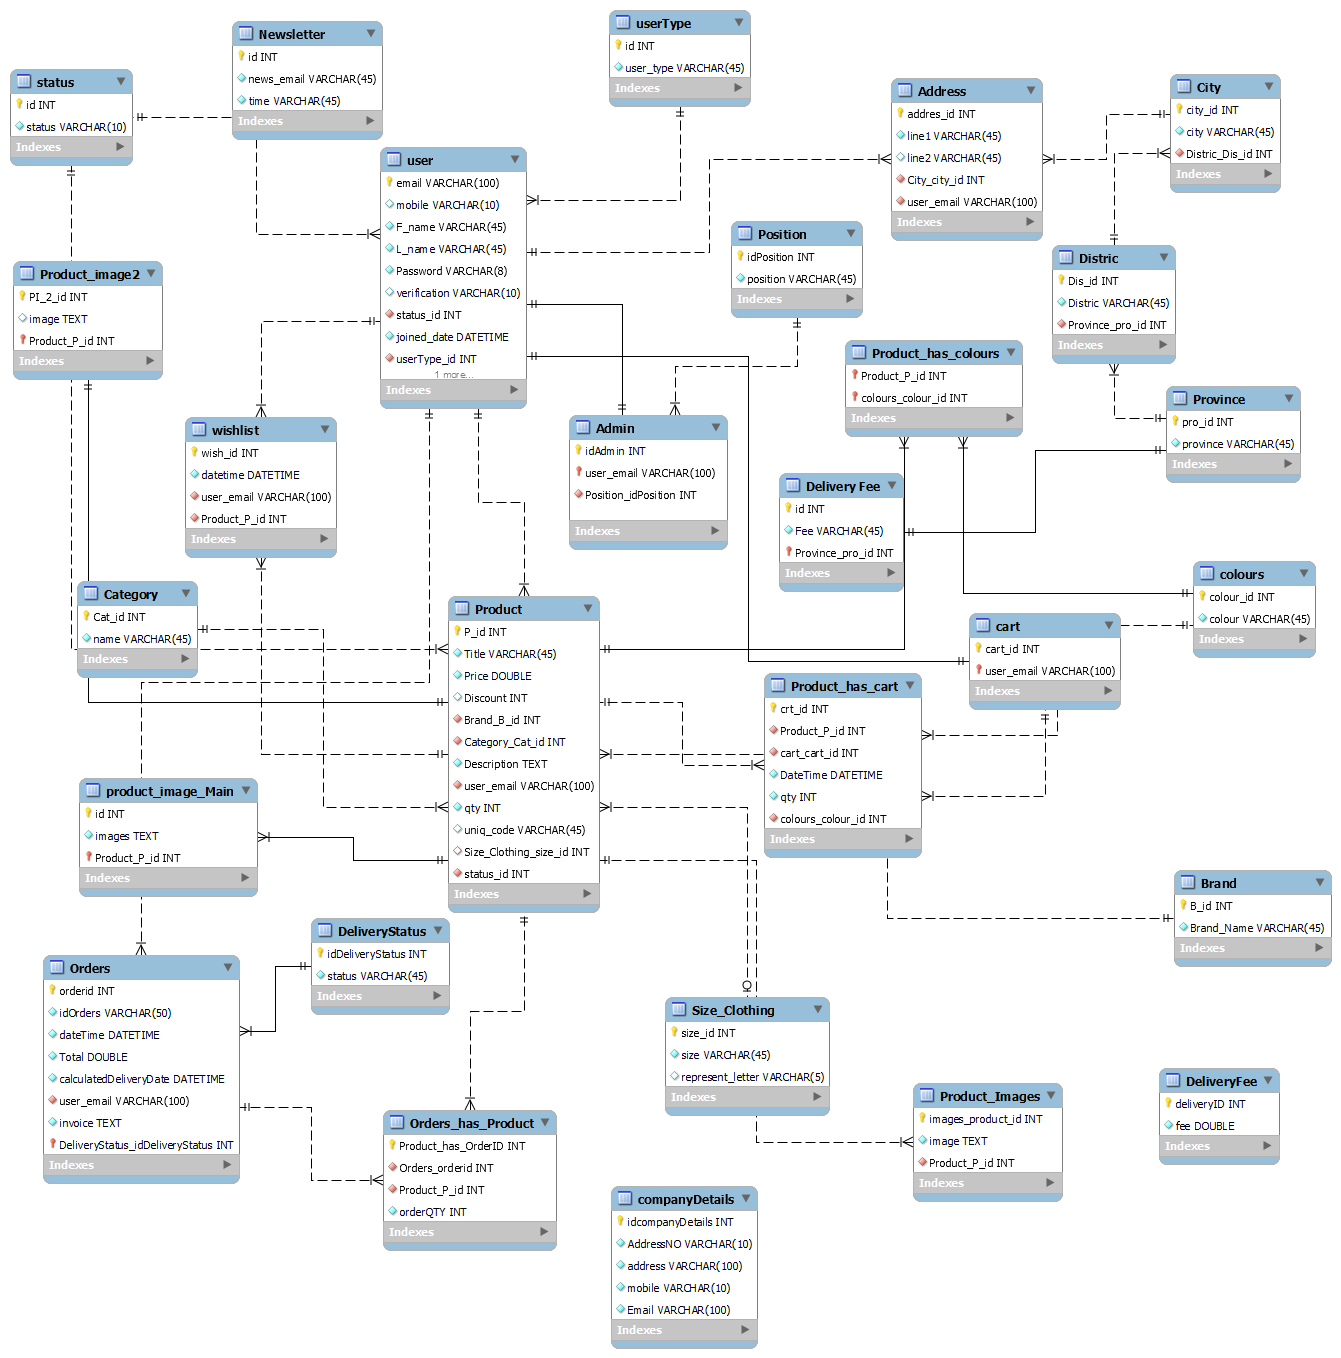 Newsletter
id INT
news_email VARCHAR(45)
time VARCHAR(45)
Indexes
userType
id INT
user_type VARCHAR(45)
Indexes
status
id INT
status VARCHAR(10)
Indexes
Address
addres_id INT
line1 VARCHAR(45)
line2 VARCHAR(45)
City_city_id INT
user_email VARCHAR(100)
Indexes
City
city_id INT
city VARCHAR(45)
Distric_Dis_id INT
Indexes
user
email VARCHAR(100)
mobile VARCHAR(10)
F_name VARCHAR(45)
L_name VARCHAR(45)
Password VARCHAR(8)
verification VARCHAR(10)
status_id INT
joined_date DATETIME
userType_id INT
1 more...
Indexes
Position
idPosition INT
position VARCHAR(45)
Indexes
Distric
Dis_id INT
Distric VARCHAR(45)
Province_pro_id INT
Indexes
Product_image2
PI_2_id INT
image TEXT
Product_P_id INT
Indexes
Product_has_colours
Product_P_id INT
colours_colour_id INT
Indexes
Province
pro_id INT
province VARCHAR(45)
Indexes
wishlist
wish_id INT
datetime DATETIME
user_email VARCHAR(100)
Product_P_id INT
Indexes
Admin
idAdmin INT
user_email VARCHAR(100)
Position_idPosition INT
Indexes
Delivery Fee
id INT
Fee VARCHAR(45)
Province_pro_id INT
Indexes
colours
colour_id INT
colour VARCHAR(45)
Indexes
Category
Cat_id INT
name VARCHAR(45)
Indexes
Product
P_id INT
Title VARCHAR(45)
Price DOUBLE
Discount INT
Brand_B_id INT
Category_Cat_id INT
Description TEXT
user_email VARCHAR(100)
qty INT
uniq_code VARCHAR(45)
Size_Clothing_size_id INT
status_id INT
Indexes
cart
cart_id INT
user_email VARCHAR(100)
Indexes
Product_has_cart
crt_id INT
Product_P_id INT
cart_cart_id INT
DateTime DATETIME
qty INT
colours_colour_id INT
Indexes
product_image_Main
id INT
images TEXT
Product_P_id INT
Indexes
Brand
B_id INT
Brand_Name VARCHAR(45)
Indexes
DeliveryStatus
idDeliveryStatus INT
status VARCHAR(45)
Indexes
Orders
orderid INT
idOrders VARCHAR(50)
dateTime DATETIME
Total DOUBLE
calculatedDeliveryDate DATETIME
user_email VARCHAR(100)
invoice TEXT
DeliveryStatus_idDeliveryStatus INT
Indexes
Size_Clothing
size_id INT
size VARCHAR(45)
represent_letter VARCHAR(5)
Indexes
Product_Images
images_product_id INT
image TEXT
Product_P_id INT
Indexes
DeliveryFee
deliveryID INT
fee DOUBLE
Indexes
Orders_has_Product
Product_has_OrderID INT
Orders_orderid INT
Product_P_id INT
orderQTY INT
Indexes
companyDetails
idcompanyDetails INT
AddressNO VARCHAR(10)
address VARCHAR(100)
mobile VARCHAR(10)
Email VARCHAR(100)
Indexes